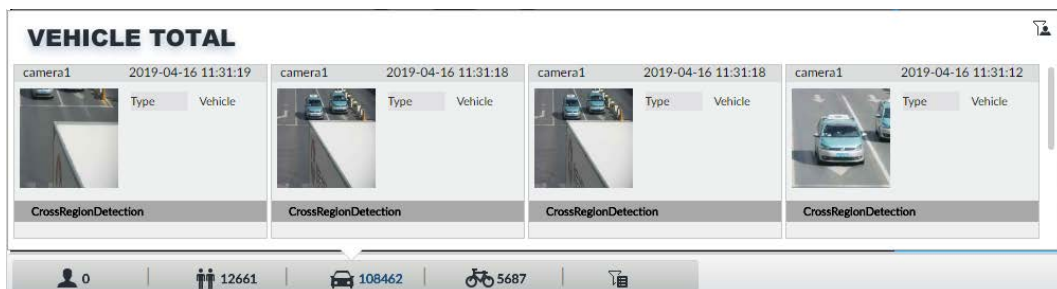 VEHICLE TOTAL
camera1 2019-04-16 11:31:19
Type Vehicle
CrossRegionDetection
camera1 2019-04-16 11:31:18
Type Vehicle
CrossRegionDetection
camera1 2019-04-16 11:31:18
Type Vehicle
CrossRegionDetection
camera1 2019-04-16 11:31:12
Type Vehicle
CrossRegionDetection
0 12661 108462 5687